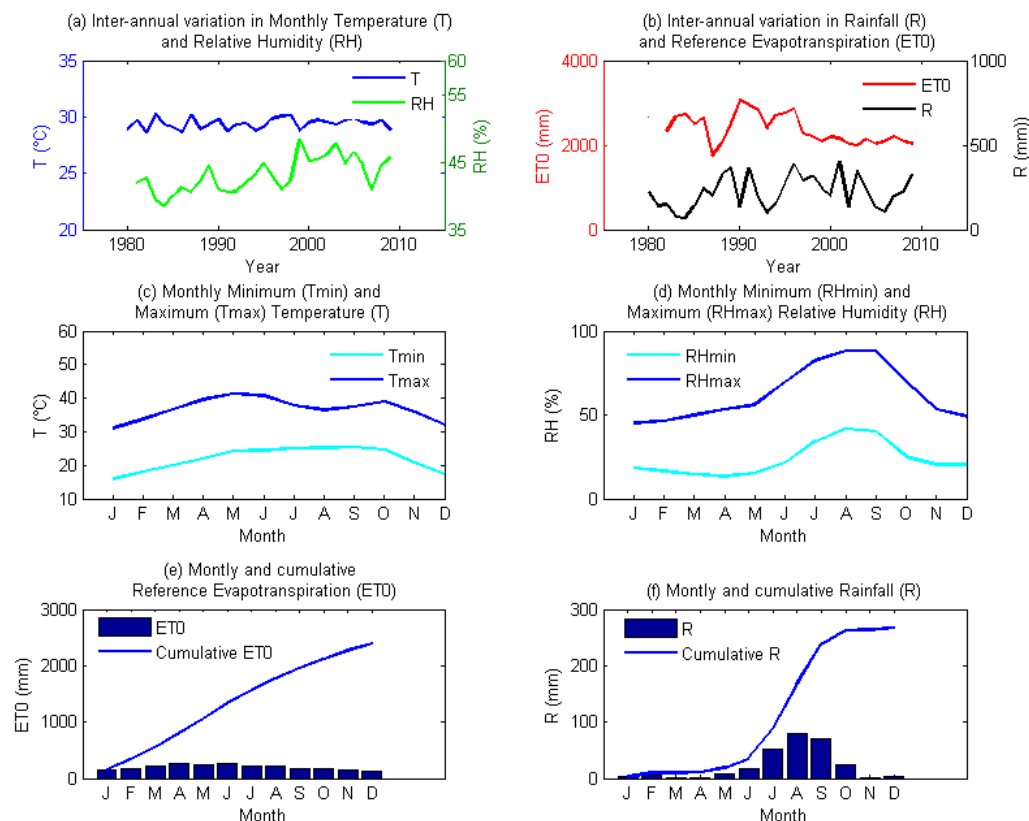 (a) Inter-annual variation in Monthly Temperature (T)
and Relative Humidity (RH)
35
30
25
20
T (°C)
60
55
45
35
RH (%)
T
RH
1980
1990
2000
2010
Year
(b) Inter-annual variation in Rainfall (R)
and Reference Evapotranspiration (ET0)
4000
2000
0
ET0 (mm)
1000
500
0
R (mm))
ET0
R
1980
1990
2000
2010
Year
(c) Monthly Minimum (Tmin) and
Maximum (Tmax) Temperature (T)
60
50
40
30
20
10
T (°C)
Tmin
Tmax
J F M A M J J A S O N D
Month
(d) Monthly Minimum (RHmin) and
Maximum (RHmax) Relative Humidity (RH)
100
50
0
RH (%)
RHmin
RHmax
J F M A M J J A S O N D
Month
(e) Montly and cumulative
Reference Evapotranspiration (ET0)
3000
2000
1000
0
ET0 (mm)
ET0
Cumulative ET0
J F M A M J J A S O N D
Month
(f) Montly and cumulative Rainfall (R)
300
200
100
0
R (mm)
R
Cumulative R
J F M A M J J A S O N D
Month